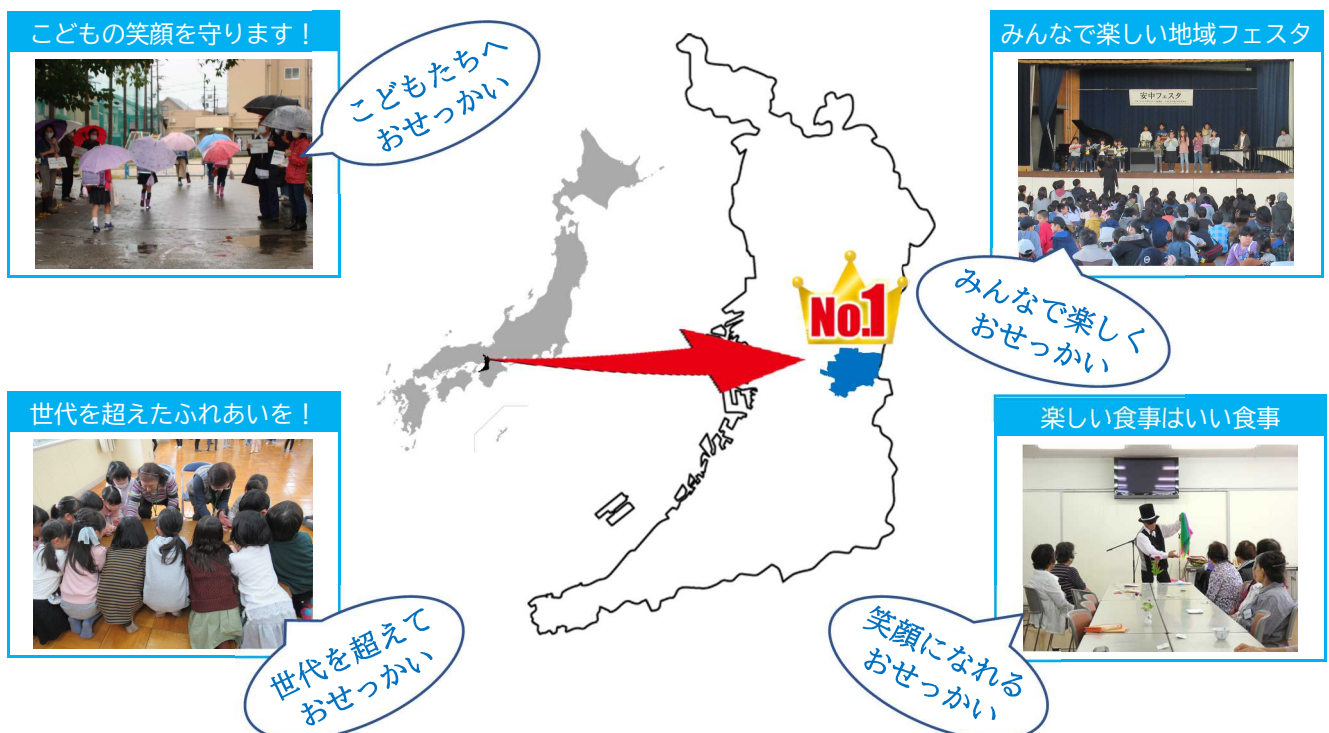 こどもの笑顔を守ります！
こどもたちへ
おせっかい
みんなで楽しい地域フェスタ
安中フェスタ
みんなで楽しく
おせっかい
No.1
世代を超えたふれあいを！
世代を超えて
おせっかい
楽しい食事はいい食事
笑顔になれる
おせっかい